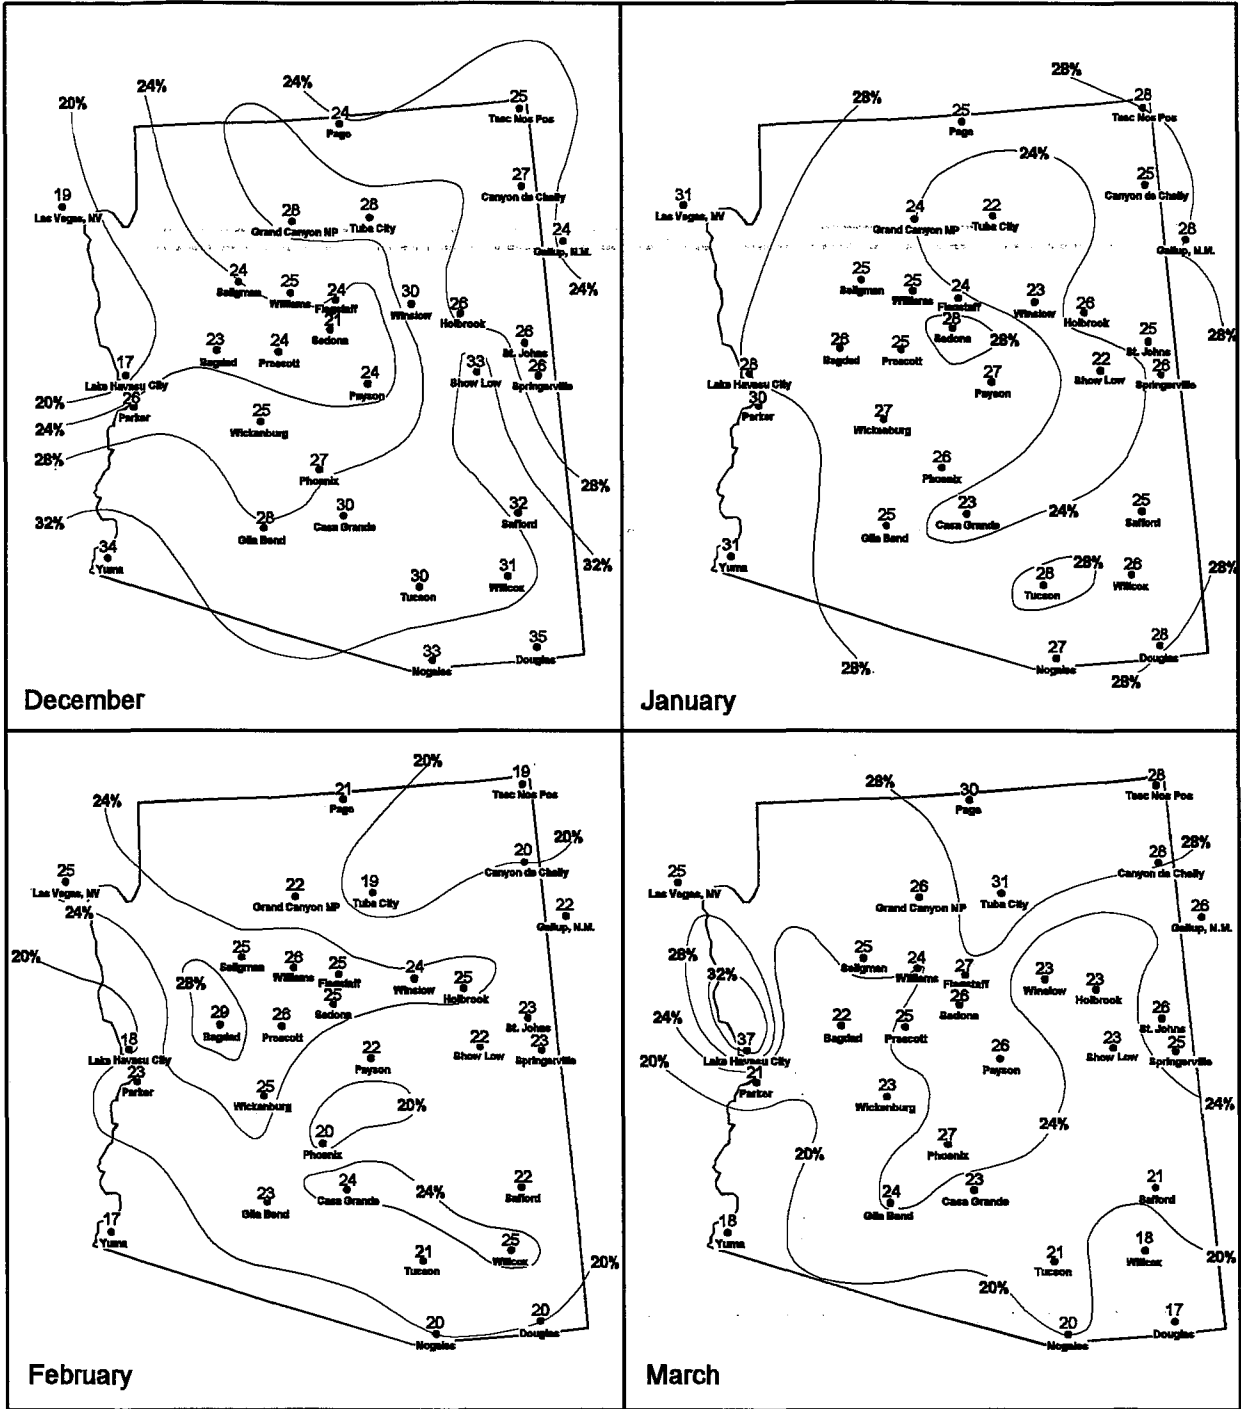 24%
24%
20%
24
Page
25
Teec Nos Pos
19
Las Vegas, NV
27
Canyon de Chelly
28
Grand Canyon NP
28
Tuba City
24
Gallup, N.M.
24%
24
Seligman
25
Williams
24
Flagstaff
30
Winslow
26
Holbrook
21
Sedona
23
Bagdad
24
Prescott
26
St. Johns
17
Lake Havasu City
24
Payson
33
Show Low
26
Springerville
20%
26
Parker
24%
25
Wickenburg
28%
27
Phoenix
28%
32%
28
Gila Bend
30
Casa Grande
32
Safford
34
Yuma
30
Tucson
31
Willcox
32%
33
Nogales
35
Douglas
December
28%
28%
28
Teec Nos Pos
25
Page
24%
31
Las Vegas, NV
25
Canyon de Chelly
24
Grand Canyon NP
22
Tuba City
28
Gallup, N.M.
25
Seligman
25
Williams
24
Flagstaff
23
Winslow
26
Holbrook
28%
28
Sedona
28%
26
Bagdad
25
Prescott
25
St. Johns
28
Lake Havasu City
27
Payson
22
Show Low
26
Springerville
30
Parker
27
Wickenburg
26
Phoenix
25
Gila Bend
23
Casa Grande
24%
25
Safford
31
Yuma
28
Tucson
28%
26
Willcox
28%
28%
27
Nogales
28
Douglas
28%
January
20%
24%
21
Page
19
Teec Nos Pos
25
Las Vegas, NV
20
Canyon de Chelly
20%
22
Grand Canyon NP
19
Tuba City
22
Gallup, N.M.
24%
20%
25
Seligman
26
Williams
25
Flagstaff
24
Winslow
25
Holbrook
28%
25
Sedona
29
Bagdad
26
Prescott
23
St. Johns
18
Lake Havasu City
22
Payson
22
Show Low
23
Springerville
23
Parker
25
Wickenburg
20%
20
Phoenix
23
Gila Bend
24
Casa Grande
24%
22
Safford
17
Yuma
21
Tucson
25
Willcox
20%
20
Nogales
20
Douglas
February
28%
30
Page
28
Teec Nos Pos
25
Las Vegas, NV
28
Canyon de Chelly
28%
26
Grand Canyon NP
31
Tuba City
26
Gallup, N.M.
28%
32%
25
Seligman
24
Williams
27
Flagstaff
23
Winslow
23
Holbrook
26
Sedona
24%
22
Bagdad
25
Prescott
26
St. Johns
37
Lake Havasu City
20%
26
Payson
23
Show Low
25
Springerville
21
Parker
23
Wickenburg
24%
20%
27
Phoenix
24%
24
Gila Bend
23
Casa Grande
21
Safford
18
Yuma
21
Tucson
18
Willcox
20%
20%
20
Nogales
17
Douglas
March